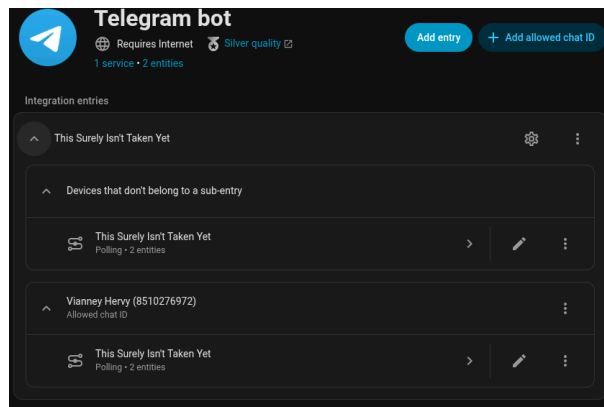 Telegram bot
Requires Internet Silver quality
1 service • 2 entities
Add entry
+ Add allowed chat ID
Integration entries
This Surely Isn't Taken Yet
Devices that don't belong to a sub-entry
This Surely Isn't Taken Yet
Polling • 2 entities
Vianney Hervy (8510276972)
Allowed chat ID
This Surely Isn't Taken Yet
Polling • 2 entities